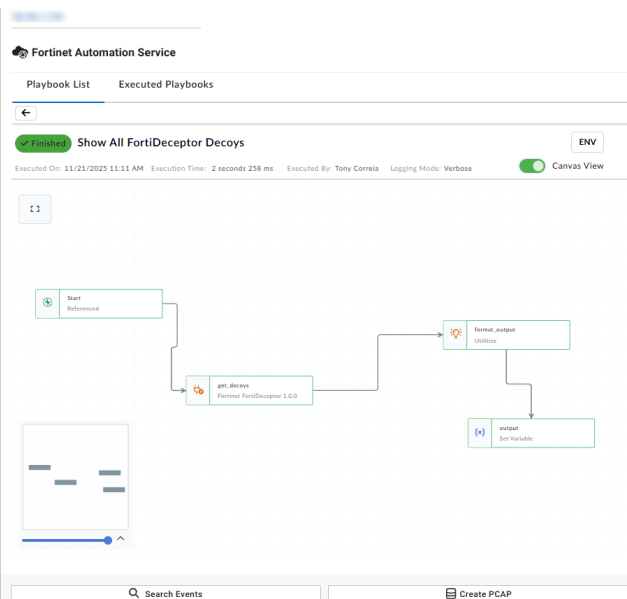 Fortinet Automation Service
Playbook List Executed Playbooks
Finished Show All FortiDeceptor Decoys ENV
Executed On: 11/21/2025 11:11 AM Execution Time: 2 seconds 258 ms Executed By: Tony Correia Logging Mode: Verbose Canvas View
Start
Referenced
format_output
Utilities
get_decoys
Fortinet FortiDeceptor 1.0.0
{x} output
Set Variable
Search Events Create PCAP